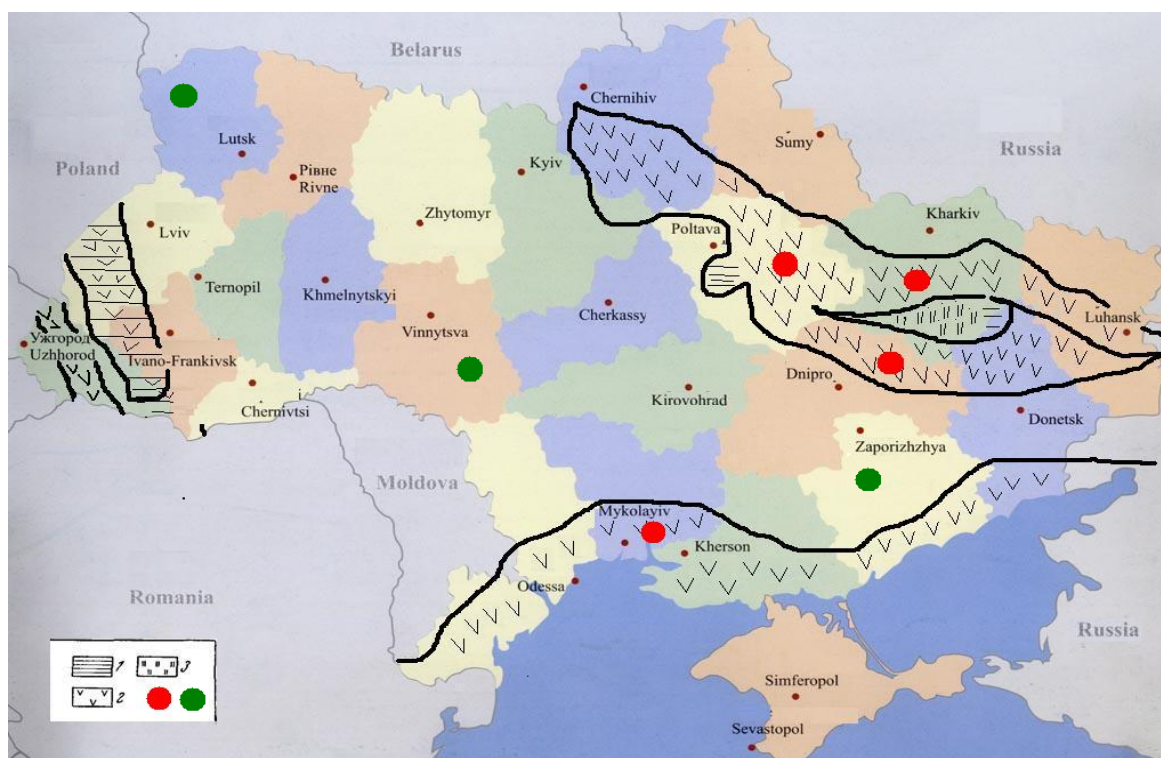 Belarus
Chernihiv
Sumy
Russia
Lutsk
Poland
Рівне
Rivne
Kyiv
Lviv
Zhytomyr
Poltava
Kharkiv
Ternopil
Khmelnytskyi
Cherkassy
Vinnytsva
Luhansk
Ужгород
Uzhhorod
Ivano-Frankivsk
Chernivtsi
Kirovohrad
Dnipro
Donetsk
Zaporizhzhya
Moldova
Mykolayiv
Kherson
Odessa
Romania
Russia
1
3
2
Simferopol
Sevastopol